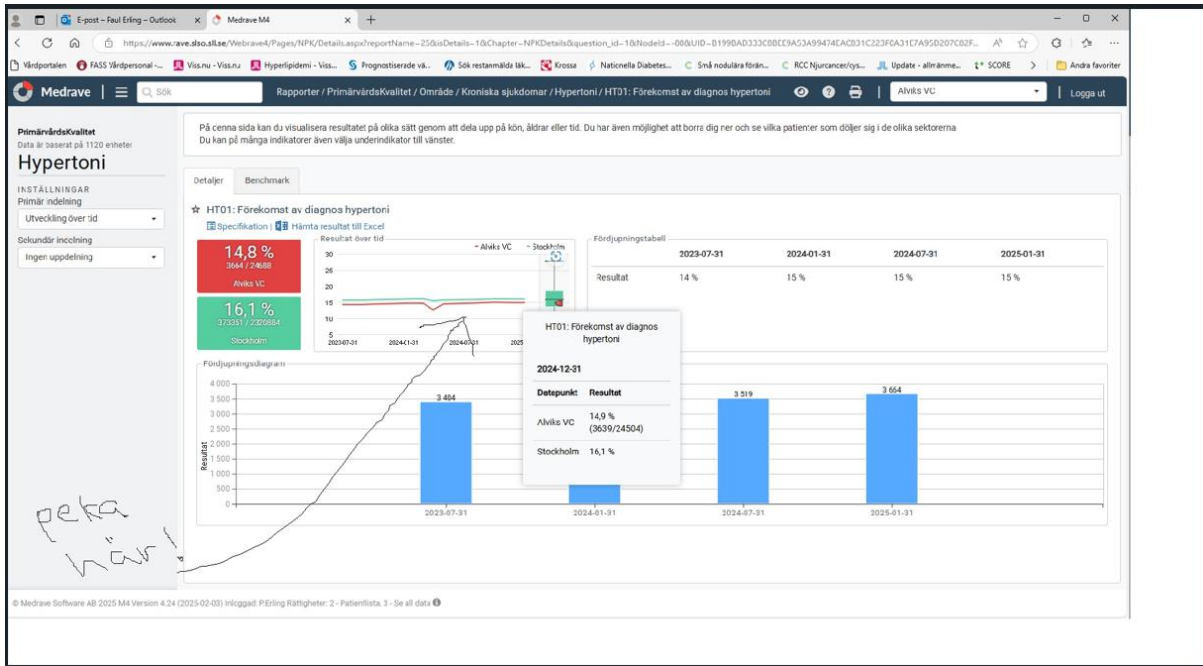 E-post – Faul Erling – Outlook
Medrave M4
Vårdportalen
FASS Vårdpersonal -...
Viss.nu - Viss.ru
Hyperlipidemi - Viss...
Prognostiserde vå...
Sök restanmälda läk...
Krossa
Naticnella Diabetes...
Små nodulära förän...
RCC Njurcancer/cys...
Update - allmänme...
SCORE
Andra favoriter
Medrave
Sök
Rapporter / PrimärvårdsKvalitet / Område / Kroniska sjukdomar / Hypertoni / HT01: Förekomst av diagnos hypertoni
Alviks VC
Logga ut
PrimärvårdsKvalitet
Data är baserat på 1120 enheter
Hypertoni
INSTÄLLNINGAR
Primär indelning
Utveckling över tid
Sekundär indelning
Ingen uppdelning
På denna sida kan du visualisera resultatet på olika sätt genom att dela upp på kön, åldrar eller tid. Du har även möjlighet att borra dig ner och se vilka patienter som döljer sig i de olika sektorerna
Du kan på många indikatorer även välja underindikator till vänster.
Detaljer
Benchmark
HT01: Förekomst av diagnos hypertoni
Specifikation | Hämta resultat till Excel
14,8 %
3664 / 24688
Alviks VC
16,1 %
373351 / 2320884
Stockholm
Resultat över tid
Alviks VC
Stockholm
30
26
20
15
10
5
2023-07-31
2024-01-31
2024-07-31
2025
Fördjupningstabell
2023-07-31 2024-01-31 2024-07-31 2025-01-31
Resultat 14 % 15 % 15 % 15 %
HT01: Förekomst av diagnos
hypertoni
2024-12-31
Datapunkt Resultat
Alviks VC 14,9 %
(3639/24504)
Stockholm 16,1 %
Fördjupningsdiagram
Resultat
4 000
3 500
3 000
2 500
2 000
1 500
1 000
500
0
3 404
3 519
3 664
2023-07-31
2024-01-31
2024-07-31
2025-01-31
peka
här!
© Medrave Software AB 2025 M4 Version 4.24 (2025-02-03) Inloggad: P.Erling Rättigheter: 2 - Patientlista, 3 - Se all data